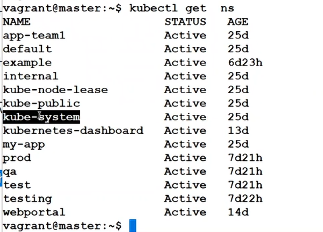 vagrant@master:~$ kubectl get  ns
NAME                   STATUS   AGE
app-team1              Active   25d
default                Active   25d
example                Active   6d23h
internal               Active   25d
kube-node-lease        Active   25d
kube-public            Active   25d
kube-system            Active   25d
kubernetes-dashboard   Active   13d
my-app                 Active   25d
prod                   Active   7d21h
qa                     Active   7d21h
test                   Active   7d21h
testing                Active   7d22h
webportal              Active   14d
vagrant@master:~$